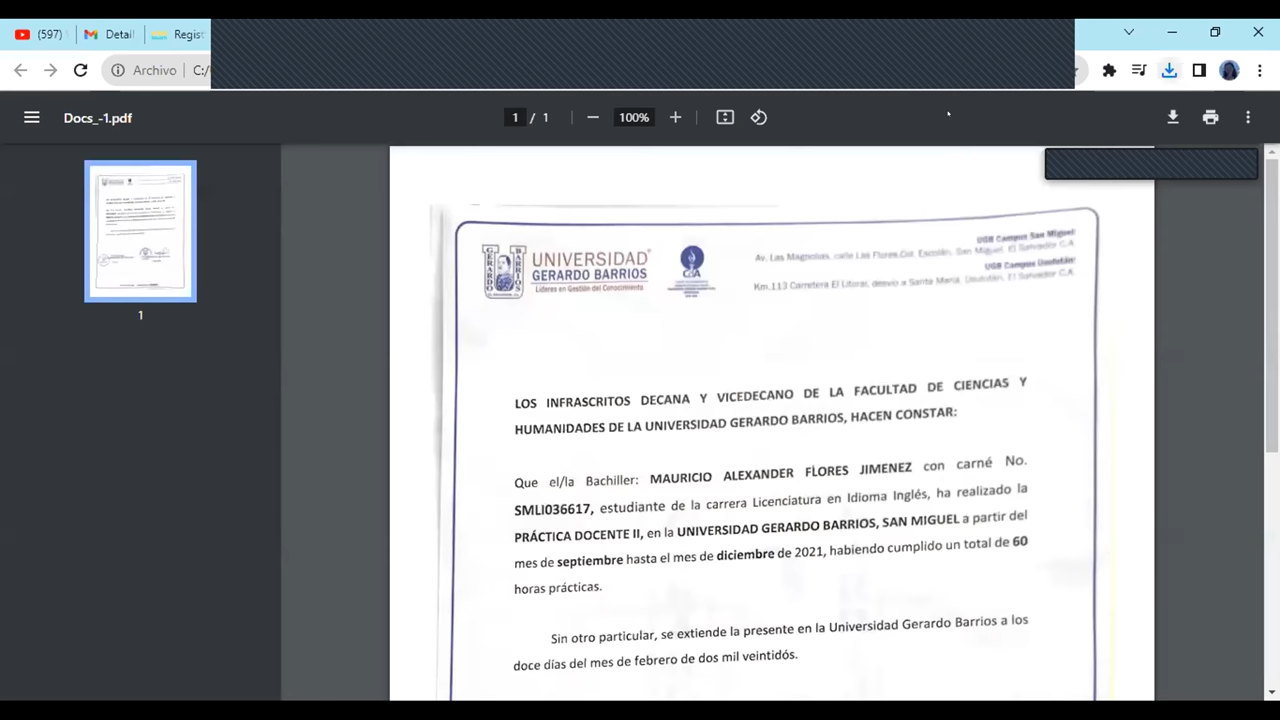 (597)
Detail
Regist
Archivo
C:/
Docs_-1.pdf
1 / 1
100%
1
UNIVERSIDAD
GERARDO BARRIOS
Líderes en Gestión del Conocimiento
GERARDO
BARRIOS
CdA
UGB Campus San Miguel
Av. Las Magnolias, calle Las Flores, Col. Escolán, San Miguel, El Salvador C.A
UGB Campus Usulután
Km.113 Carretera El Litoral, desvío a Santa María, Usulután, El Salvador C.A
LOS INFRASCRITOS DECANA Y VICEDECANO DE LA FACULTAD DE CIENCIAS Y
HUMANIDADES DE LA UNIVERSIDAD GERARDO BARRIOS, HACEN CONSTAR:
Que el/la Bachiller: MAURICIO ALEXANDER FLORES JIMENEZ con carné No.
SMLI036617, estudiante de la carrera Licenciatura en Idioma Inglés, ha realizado la
PRÁCTICA DOCENTE II, en la UNIVERSIDAD GERARDO BARRIOS, SAN MIGUEL a partir del
mes de septiembre hasta el mes de diciembre de 2021, habiendo cumplido un total de 60
horas prácticas.
Sin otro particular, se extiende la presente en la Universidad Gerardo Barrios a los
doce días del mes de febrero de dos mil veintidós.